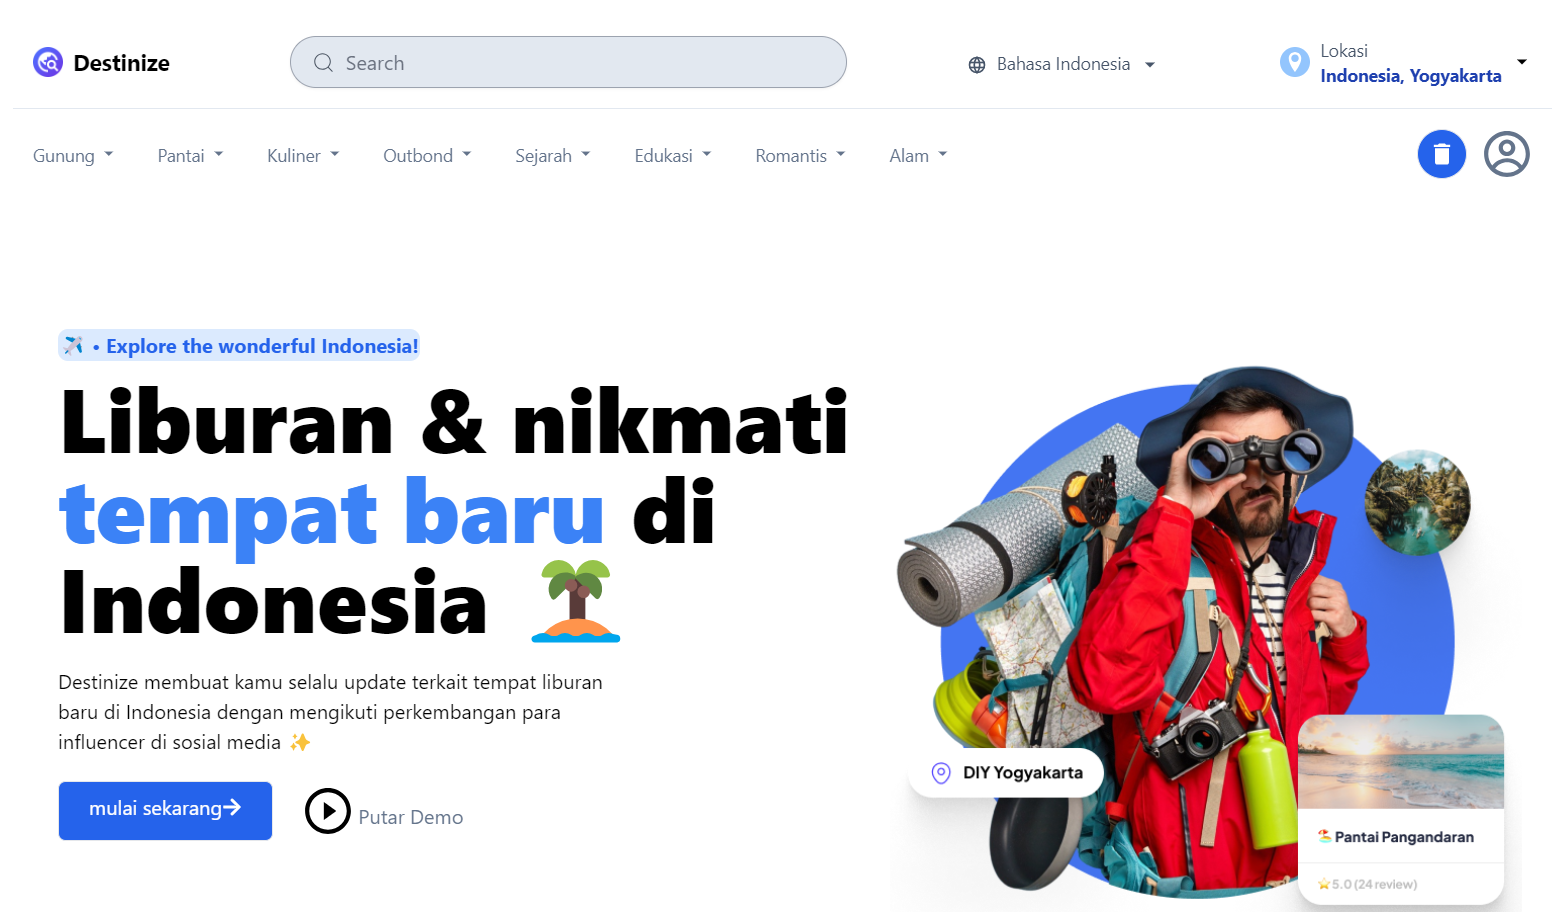 Destinize
Search
Bahasa Indonesia
Lokasi
Indonesia, Yogyakarta
Gunung
Pantai
Kuliner
Outbond
Sejarah
Edukasi
Romantis
Alam
• Explore the wonderful Indonesia!
Liburan & nikmati
tempat baru di
Indonesia
Destinize membuat kamu selalu update terkait tempat liburan
baru di Indonesia dengan mengikuti perkembangan para
influencer di sosial media ✨
mulai sekarang→
Putar Demo
DIY Yogyakarta
🏖️ Pantai Pangandaran
⭐ 5.0 (24 review)